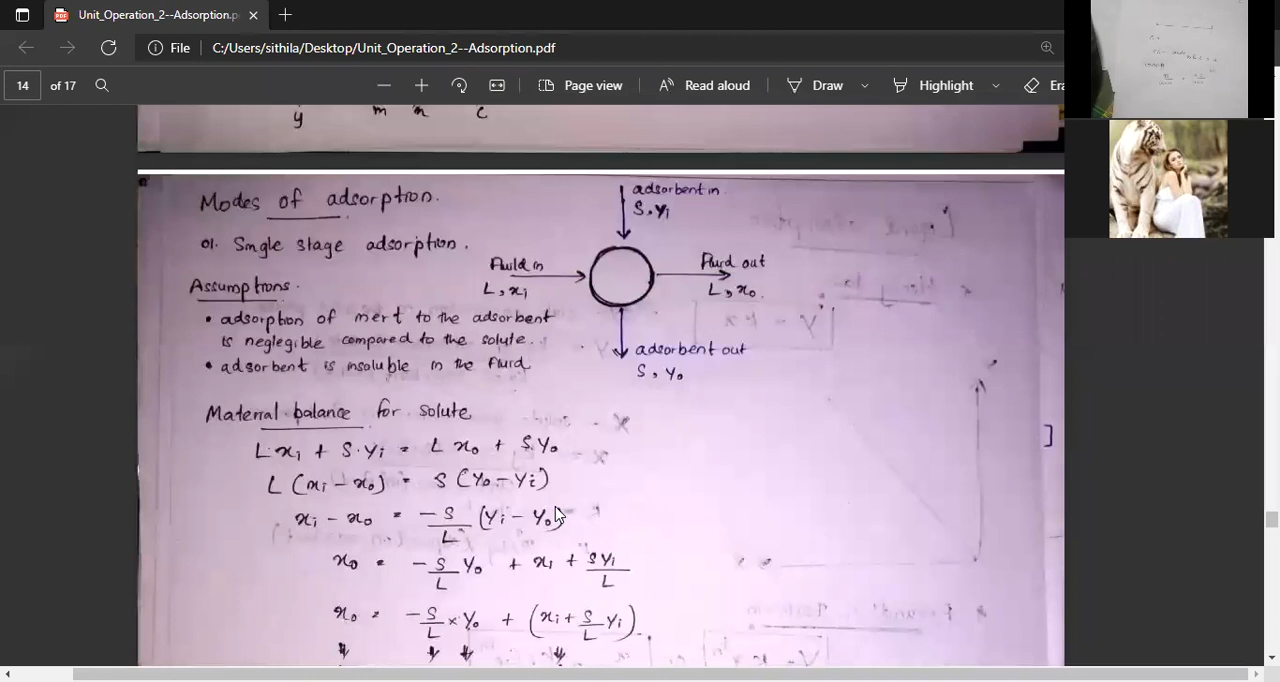 Unit_Operation_2--Adsorption.p
File
C:/Users/sithila/Desktop/Unit_Operation_2--Adsorption.pdf
14 of 17
Page view
Read aloud
Draw
Highlight
Era
y m x c
Modes of adsorption.
01. Single stage adsorption.
adsorbent in
S, Yi
Fluid in
L, xi
Fluid out
L, xo
adsorbent out
S, Yo
Assumptions.
• adsorption of inert to the adsorbent
is neglegible compared to the solute.
• adsorbent is insoluble in the fluid
Material balance for solute
L·xi + S·Yi = L xo + S.Yo
L (xi - xo) = S (Yo - Yi)
xi - xo = -S/L (Yi - Yo)
xo = -S/L Yo + xi + SYi/L
xo = -S/L × Yo + (xi + S/L Yi)